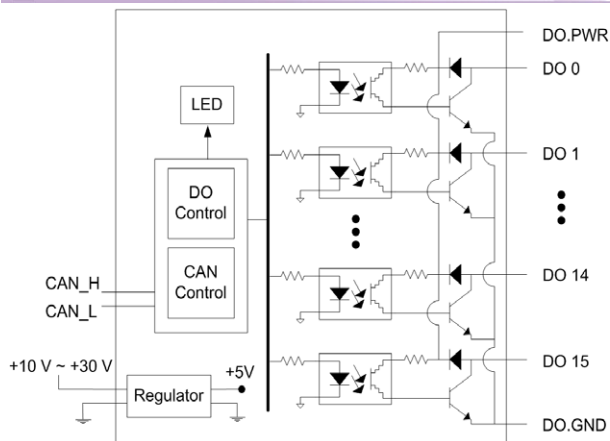 DO.PWR
DO 0
LED
DO 1
DO
Control
CAN
Control
CAN_H
CAN_L
DO 14
+10 V ~ +30 V
+5V
Regulator
DO 15
DO.GND